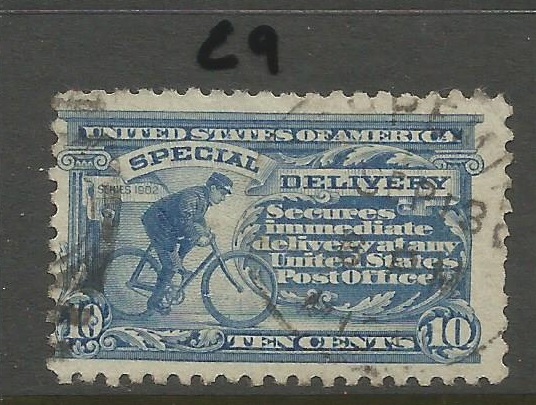 C9
UNITED STATES OF AMERICA
SPECIAL DELIVERY
SERIES 1902
Secures
immediate
delivery at any
United States
Post Office
10 TEN CENTS 10